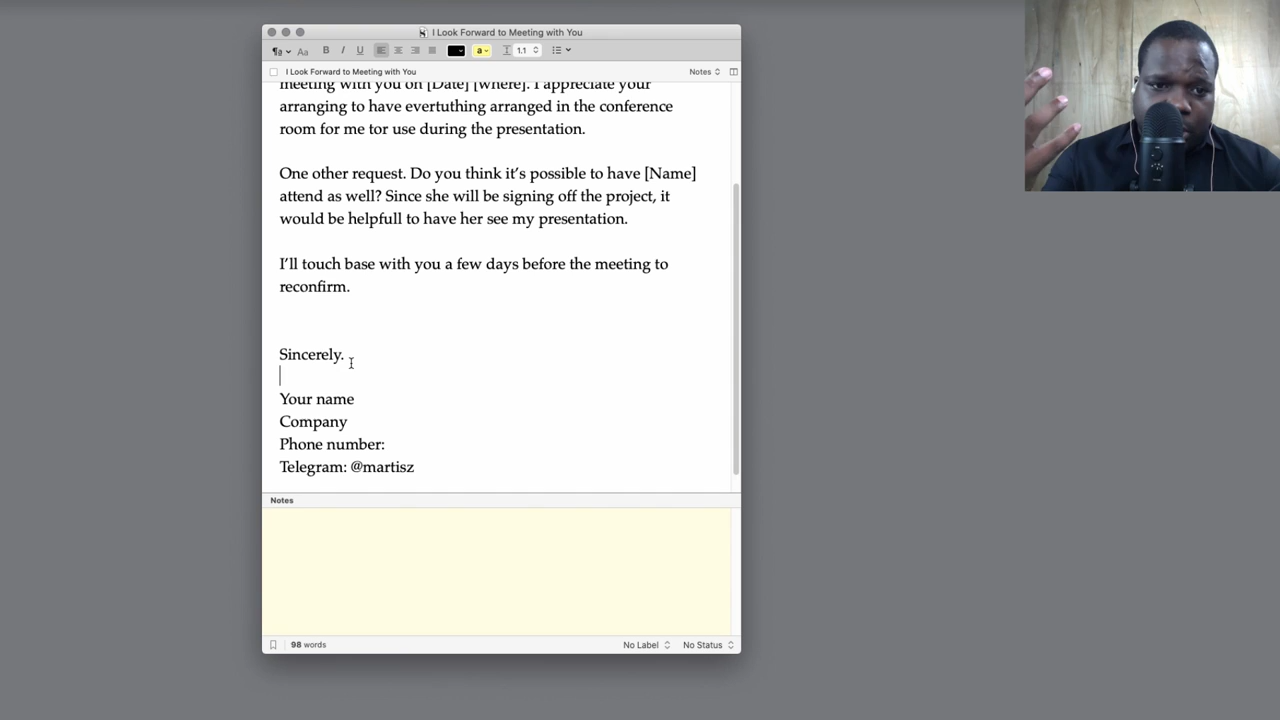 I Look Forward to Meeting with You
¶a Aa B I U a 1.1
I Look Forward to Meeting with You Notes
meeting with you on [Date] [where]. I appreciate your
arranging to have evertuthing arranged in the conference
room for me tor use during the presentation.
One other request. Do you think it’s possible to have [Name]
attend as well? Since she will be signing off the project, it
would be helpfull to have her see my presentation.
I’ll touch base with you a few days before the meeting to
reconfirm.
Sincerely.
Your name
Company
Phone number:
Telegram: @martisz
Notes
98 words No Label No Status